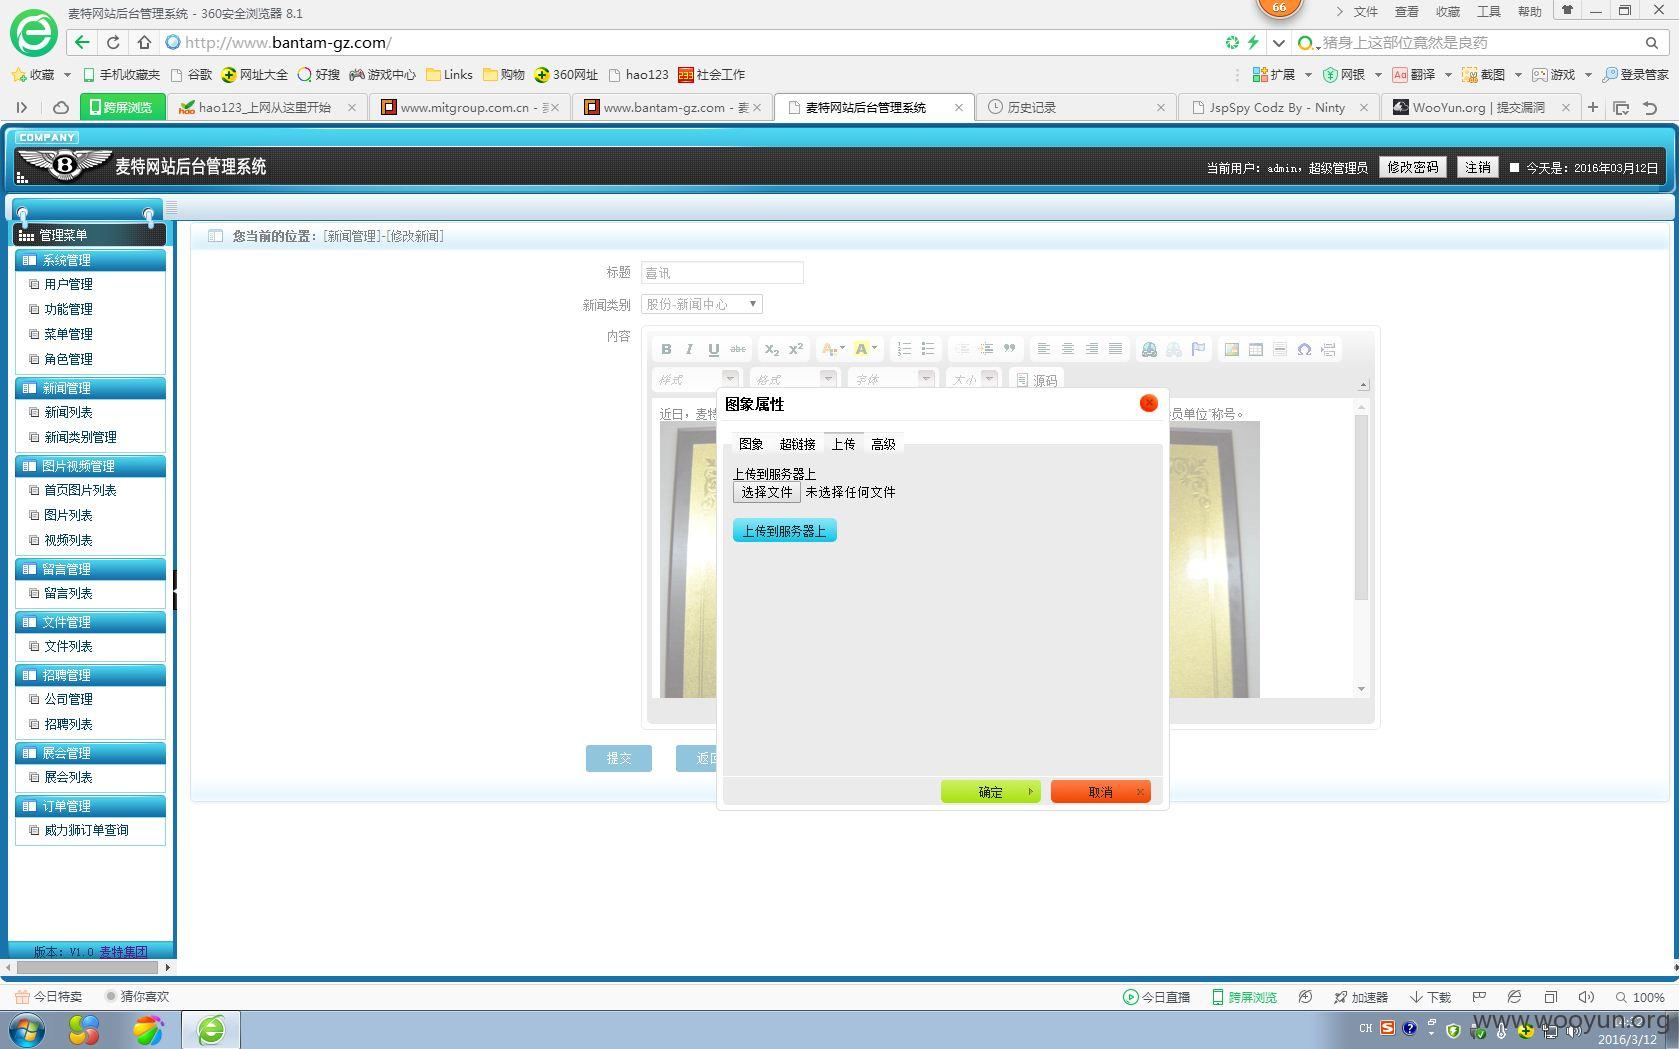 麦特网站后台管理系统 - 360安全浏览器 8.1
66
文件 查看 收藏 工具 帮助
http://www.bantam-gz.com/
猪身上这部位竟然是良药
收藏 手机收藏夹 谷歌 网址大全 好搜 游戏中心 Links 购物 360网址 hao123 社会工作
扩展 网银 翻译 截图 游戏 登录管家
跨屏浏览 hao123_上网从这里开始 www.mitgroup.com.cn - www.bantam-gz.com - 麦 麦特网站后台管理系统 历史记录 JspSpy Codz By - Ninty WooYun.org | 提交漏洞
COMPANY
B 麦特网站后台管理系统
当前用户：admin，超级管理员 修改密码 注销 今天是：2016年03月12日
管理菜单
系统管理
用户管理
功能管理
菜单管理
角色管理
新闻管理
新闻列表
新闻类别管理
图片视频管理
首页图片列表
图片列表
视频列表
留言管理
留言列表
文件管理
文件列表
招聘管理
公司管理
招聘列表
展会管理
展会列表
订单管理
威力狮订单查询
版本：V1.0 麦特集团
您当前的位置：[新闻管理]-[修改新闻]
标题 喜讯
新闻类别 股份-新闻中心
内容
B I U abc X2 X2 A A
样式 格式 字体 大小 源码
近日，麦特
员单位”称号。
图象属性
图象 超链接 上传 高级
上传到服务器上
选择文件 未选择任何文件
上传到服务器上
确定 取消
提交 返回
今日特卖 猜你喜欢
今日直播 跨屏浏览 加速器 下载 100%
CH
www.wooyun.org
2016/3/12